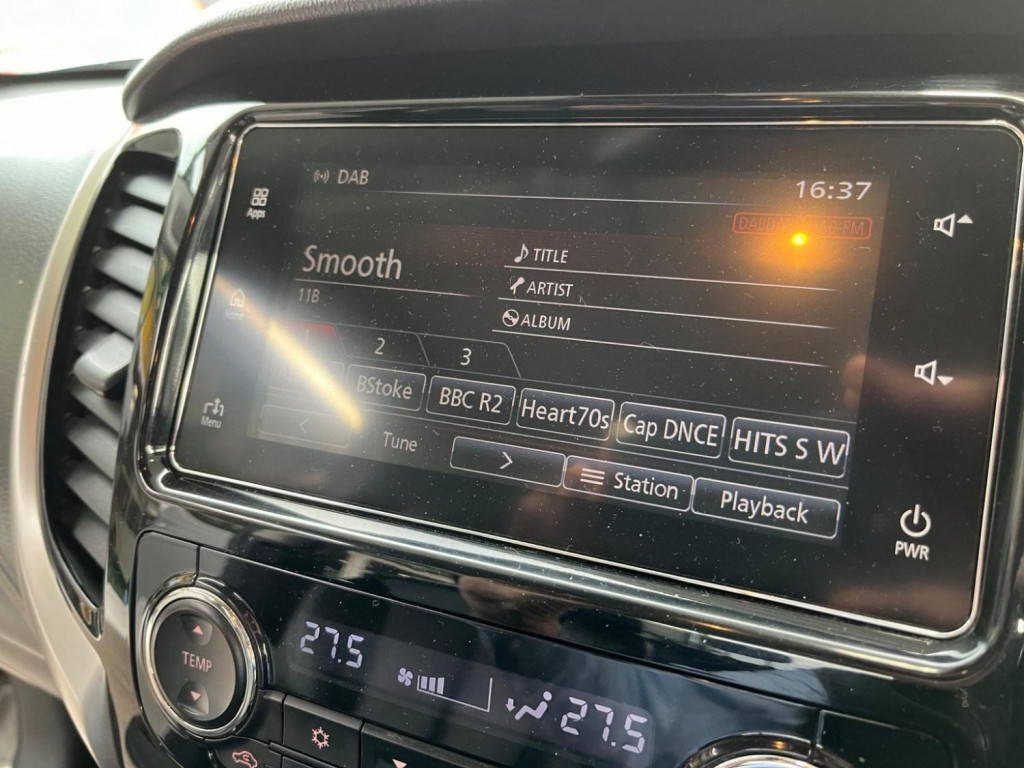 DAB
16:37
Apps
Smooth
11B
TITLE
ARTIST
ALBUM
2 3
BStoke BBC R2 Heart70s Cap DNCE HITS S W
Menu
< Tune > Station Playback
PWR
TEMP
27.5
27.5